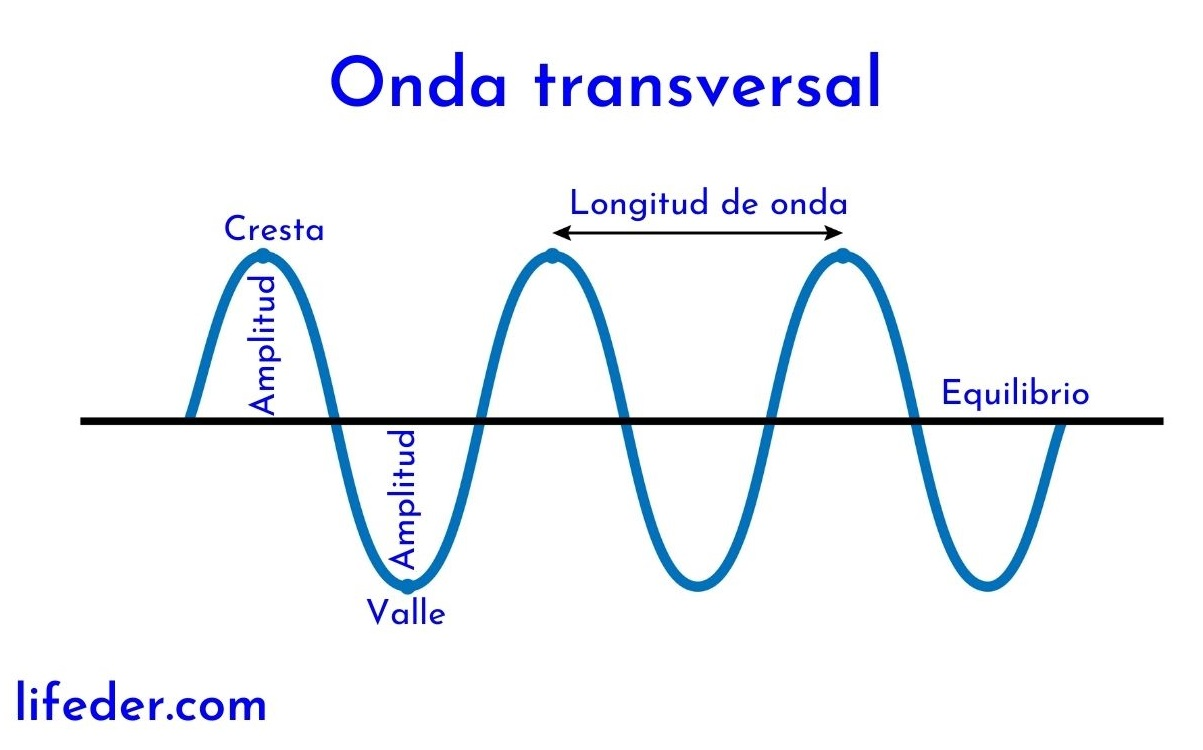 Onda transversal
Longitud de onda
Cresta
Amplitud
Equilibrio
Amplitud
Valle
lifeder.com